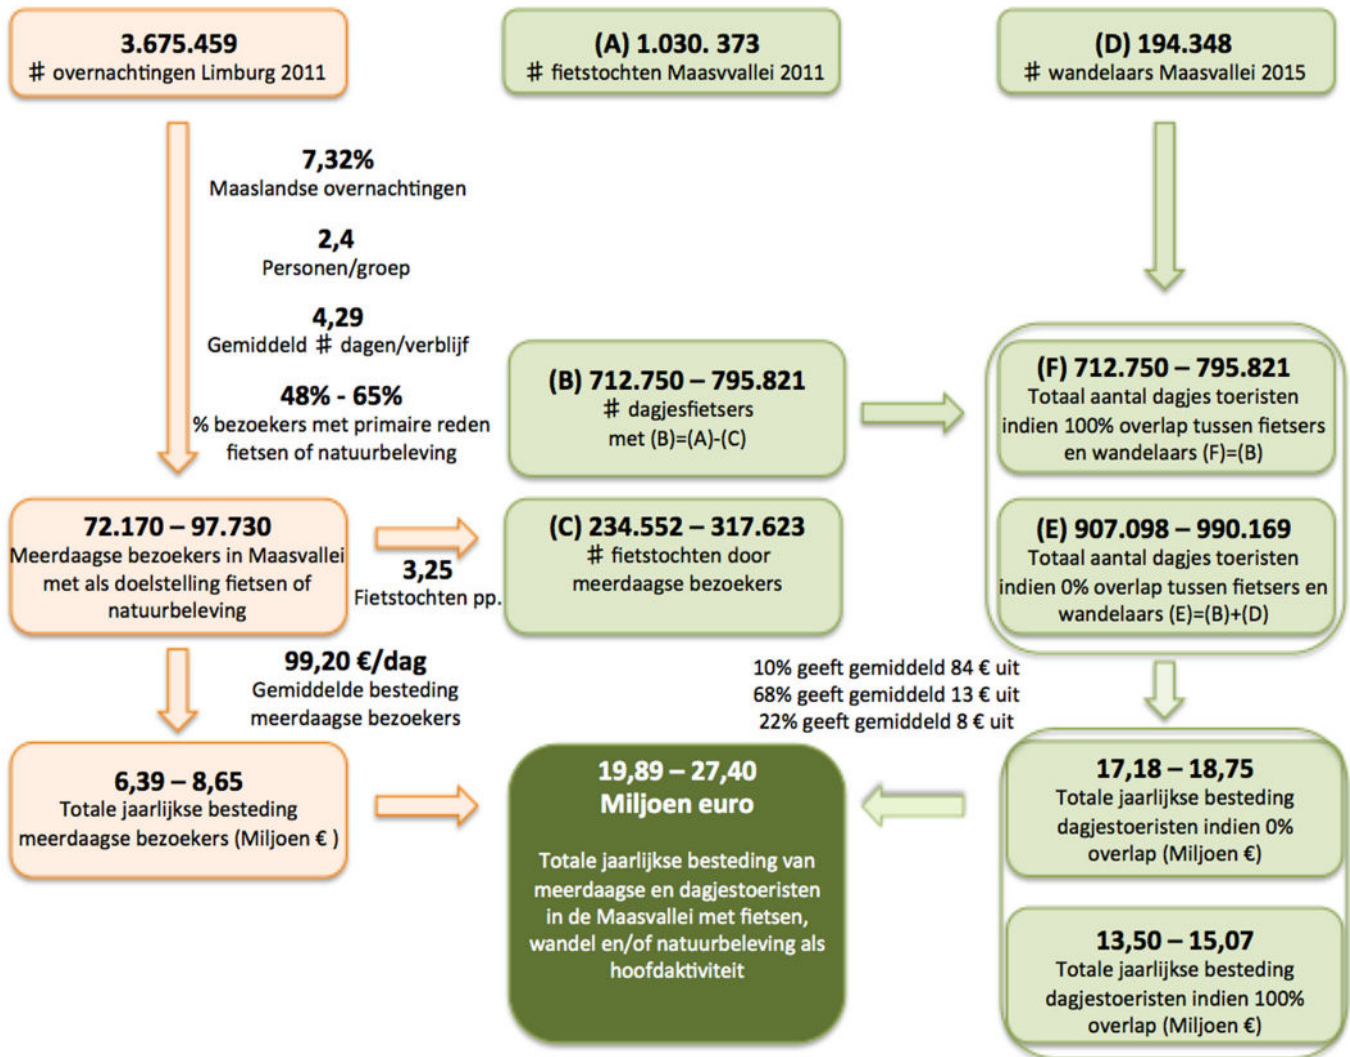 3.675.459
# overnachtingen Limburg 2011
(A) 1.030. 373
# fietstochten Maasvvallei 2011
(D) 194.348
# wandelaars Maasvallei 2015
7,32%
Maaslandse overnachtingen
2,4
Personen/groep
4,29
Gemiddeld # dagen/verblijf
48% - 65%
% bezoekers met primaire reden
fietsen of natuurbeleving
(B) 712.750 – 795.821
# dagjesfietsers
met (B)=(A)-(C)
(F) 712.750 – 795.821
Totaal aantal dagjes toeristen
indien 100% overlap tussen fietsers
en wandelaars (F)=(B)
72.170 – 97.730
Meerdaagse bezoekers in Maasvallei
met als doelstelling fietsen of
natuurbeleving
3,25
Fietstochten pp.
(C) 234.552 – 317.623
# fietstochten door
meerdaagse bezoekers
(E) 907.098 – 990.169
Totaal aantal dagjes toeristen
indien 0% overlap tussen fietsers en
wandelaars (E)=(B)+(D)
99,20 €/dag
Gemiddelde besteding
meerdaagse bezoekers
10% geeft gemiddeld 84 € uit
68% geeft gemiddeld 13 € uit
22% geeft gemiddeld 8 € uit
6,39 – 8,65
Totale jaarlijkse besteding
meerdaagse bezoekers (Miljoen € )
19,89 – 27,40
Miljoen euro
Totale jaarlijkse besteding van
meerdaagse en dagjestoeristen
in de Maasvallei met fietsen,
wandel en/of natuurbeleving als
hoofdaktiviteit
17,18 – 18,75
Totale jaarlijkse besteding
dagjestoeristen indien 0%
overlap (Miljoen €)
13,50 – 15,07
Totale jaarlijkse besteding
dagjestoeristen indien 100%
overlap (Miljoen €)